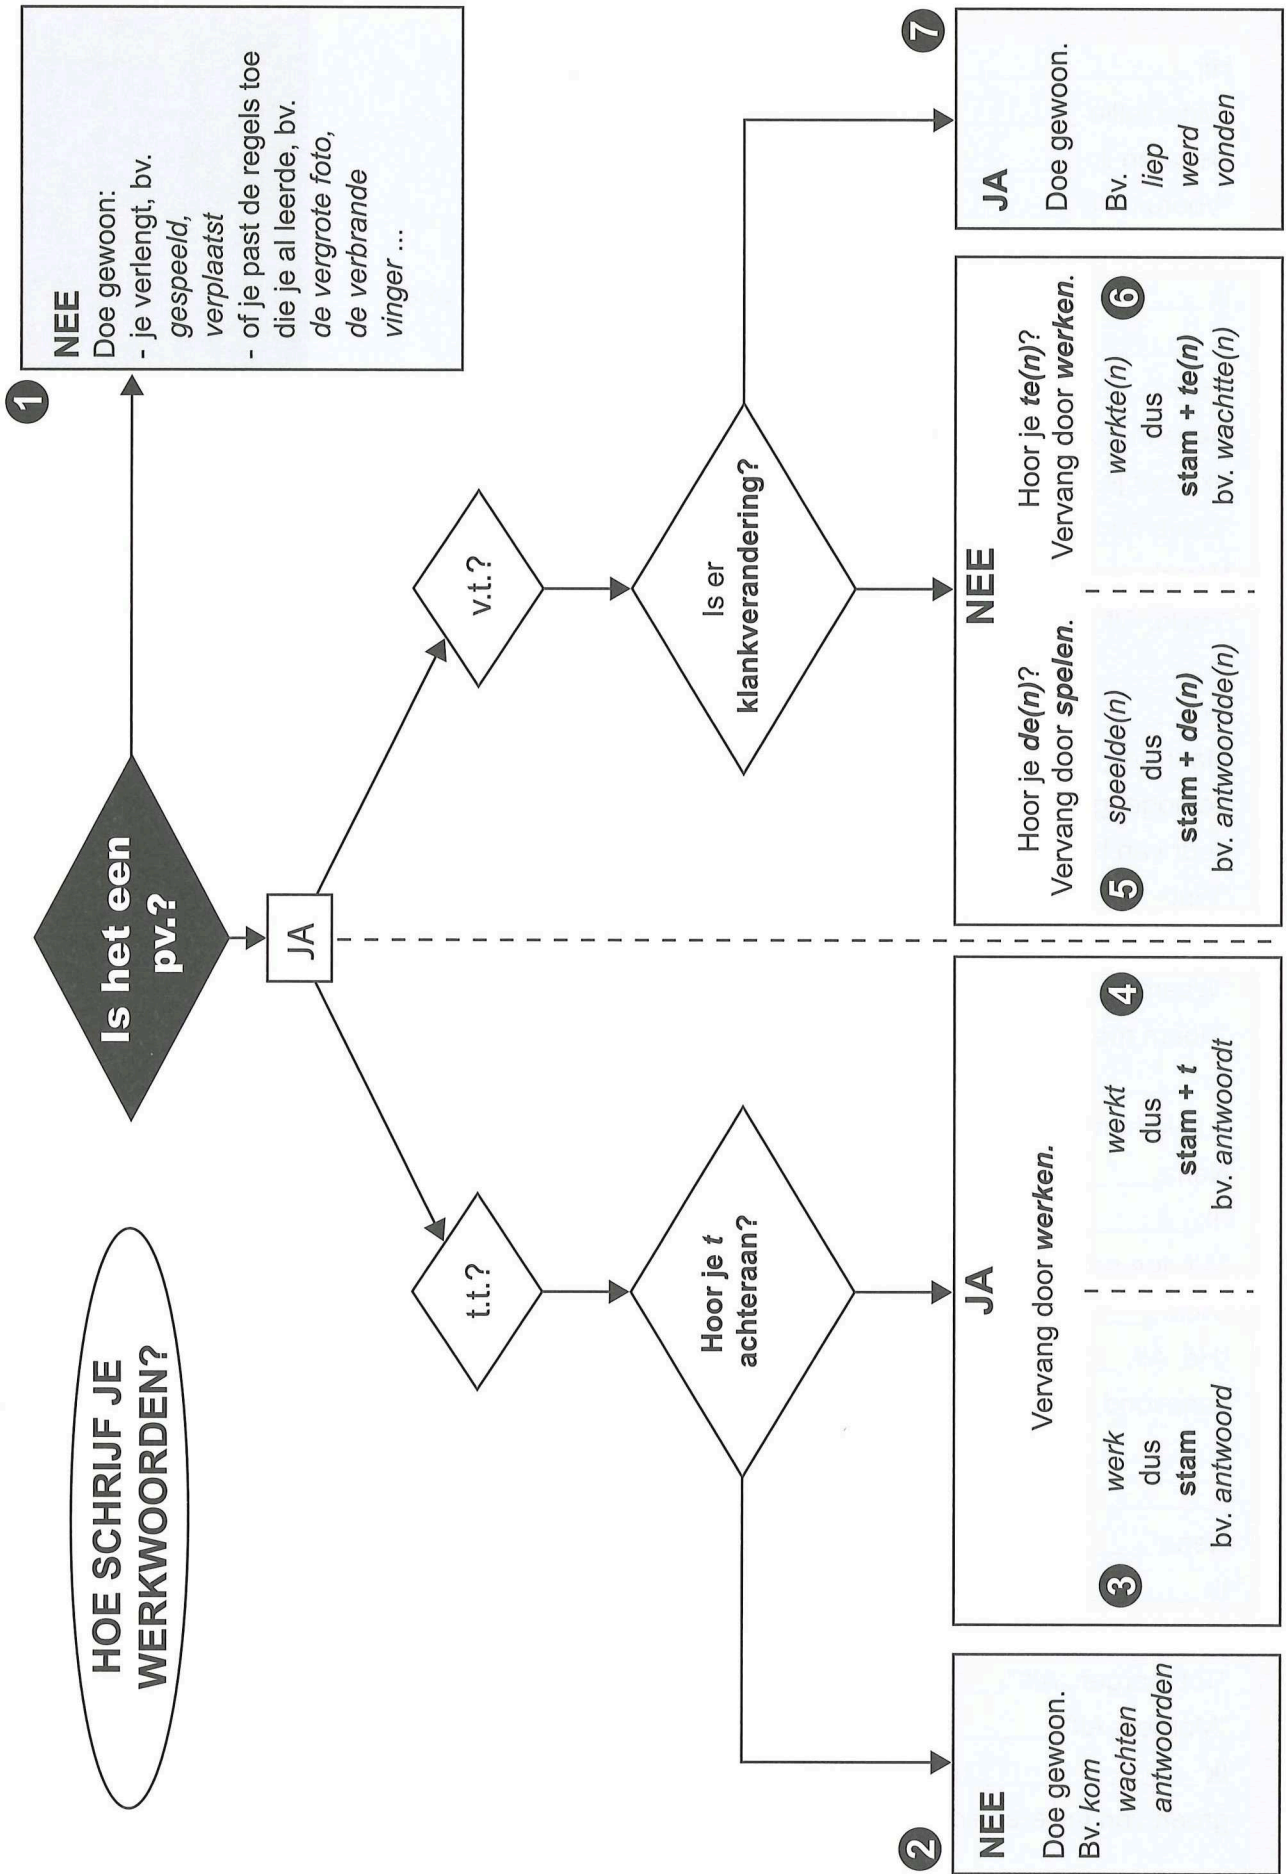 HOE SCHRIJF JE
WERKWOORDEN?
Is het een
pv.?
1
NEE
Doe gewoon:
- je verlengt, bv.
gespeeld,
verplaatst
- of je past de regels toe
die je al leerde, bv.
de vergrote foto,
de verbrande
vinger ...
JA
t.t.?
v.t.?
Hoor je t
achteraan?
Is er
klankverandering?
2
NEE
Doe gewoon.
Bv. kom
wachten
antwoorden
JA
Vervang door werken.
3
werk
dus
stam
bv. antwoord
4
werkt
dus
stam + t
bv. antwoordt
NEE
Hoor je de(n)?
Vervang door spelen.
5
speelde(n)
dus
stam + de(n)
bv. antwoordde(n)
Hoor je te(n)?
Vervang door werken.
6
werkte(n)
dus
stam + te(n)
bv. wachtte(n)
7
JA
Doe gewoon.
Bv.
liep
werd
vonden